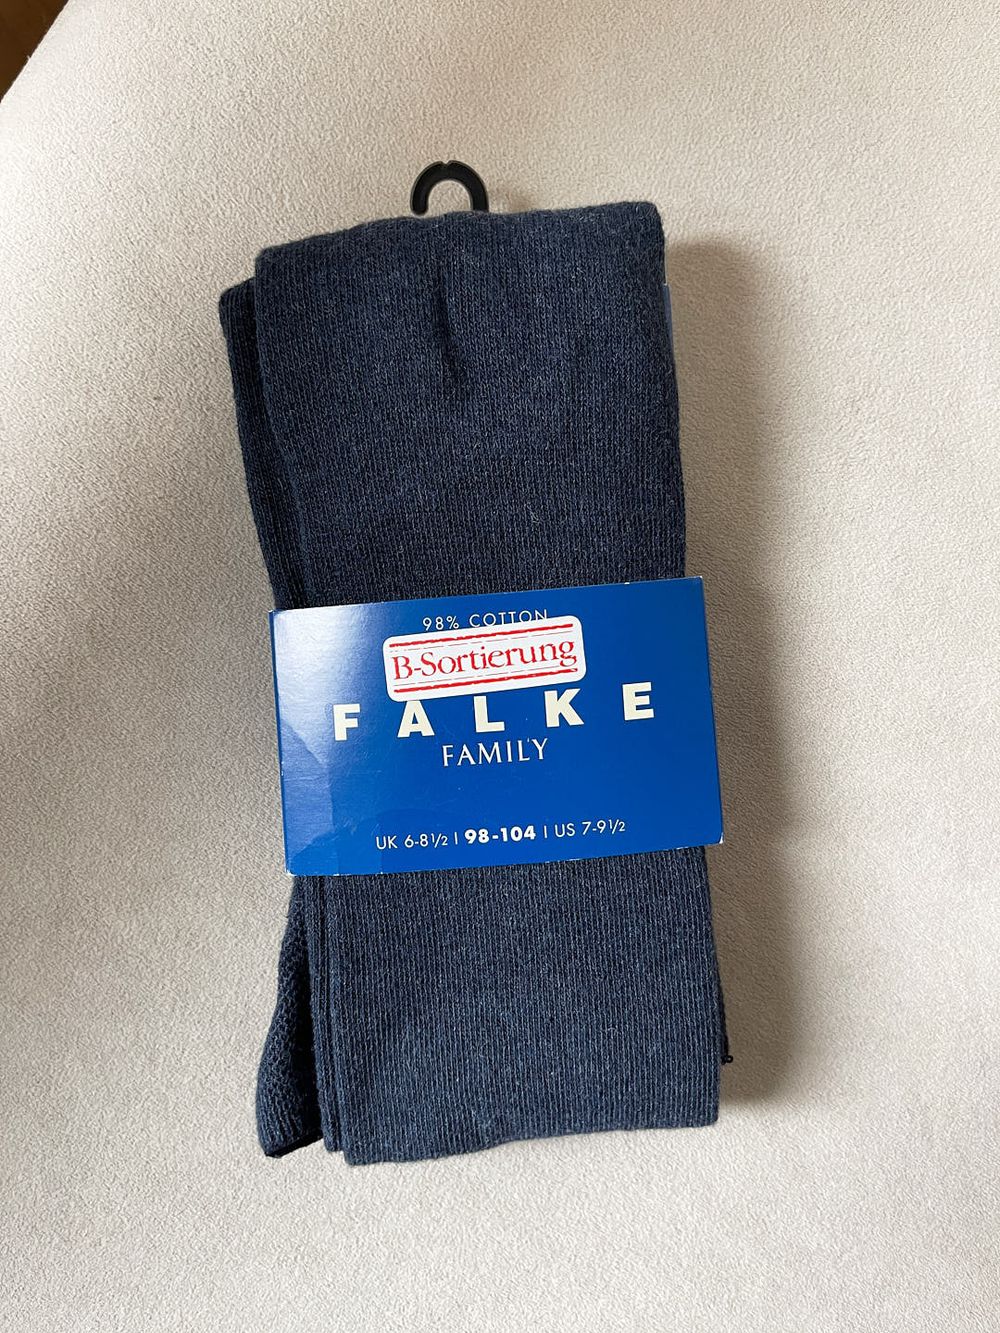 98% COTTON
B-Sortierung
FALKE
FAMILY
UK 6-8½ | 98-104 | US 7-9½